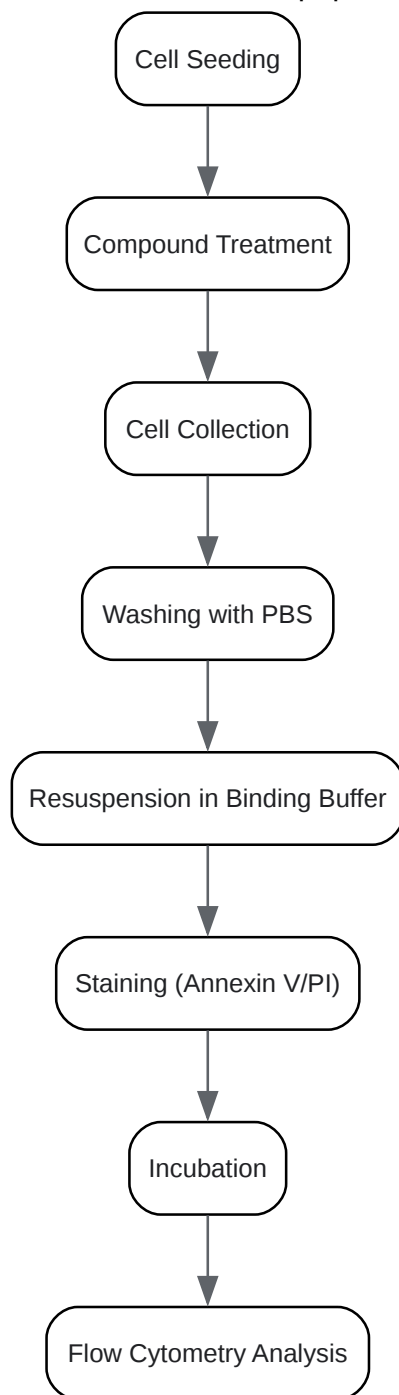 Cell Seeding
Compound Treatment
Cell Collection
Washing with PBS
Resuspension in Binding Buffer
Staining (Annexin V/PI)
Incubation
Flow Cytometry Analysis